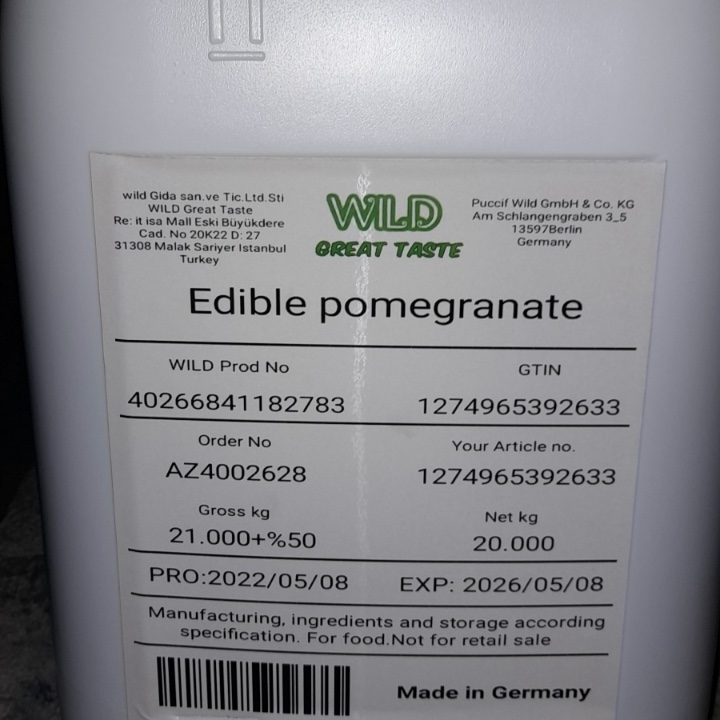 wild Gida san.ve Tic.Ltd.Sti
WILD Great Taste
Re: it isa Mall Eski Büyükdere
Cad. No 20K22 D: 27
31308 Malak Sariyer Istanbul
Turkey
WILD
GREAT TASTE
Puccif Wild GmbH & Co. KG
Am Schlangengraben 3_5
13597Berlin
Germany
Edible pomegranate
WILD Prod No
GTIN
40266841182783
1274965392633
Order No
Your Article no.
AZ4002628
1274965392633
Gross kg
Net kg
21.000+%50
20.000
PRO:2022/05/08
EXP: 2026/05/08
Manufacturing, ingredients and storage according
specification. For food.Not for retail sale
Made in Germany